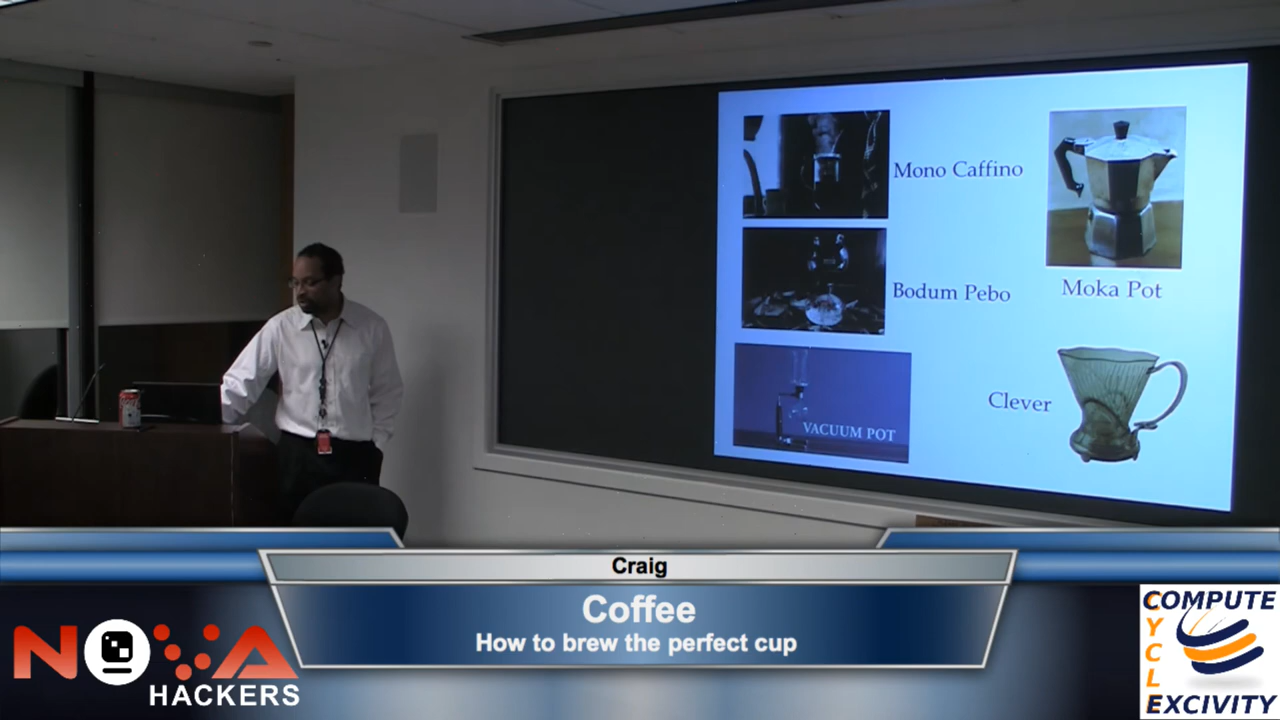 Mono Caffino
Bodum Pebo
Moka Pot
Clever
VACUUM POT
Craig
Coffee
How to brew the perfect cup
NOVA
HACKERS
COMPUTE
CYCLE
EXCIVITY